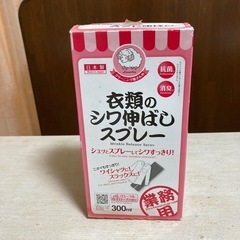 日本製
抗菌
消臭
衣類の
シワ伸ばし
スプレー
Wrinkle Release Spray
シュッとスプレーしてシワすっきり!
ニオイもすっきり!
ワイシャツに!
スラックスに!
300ml
業務用